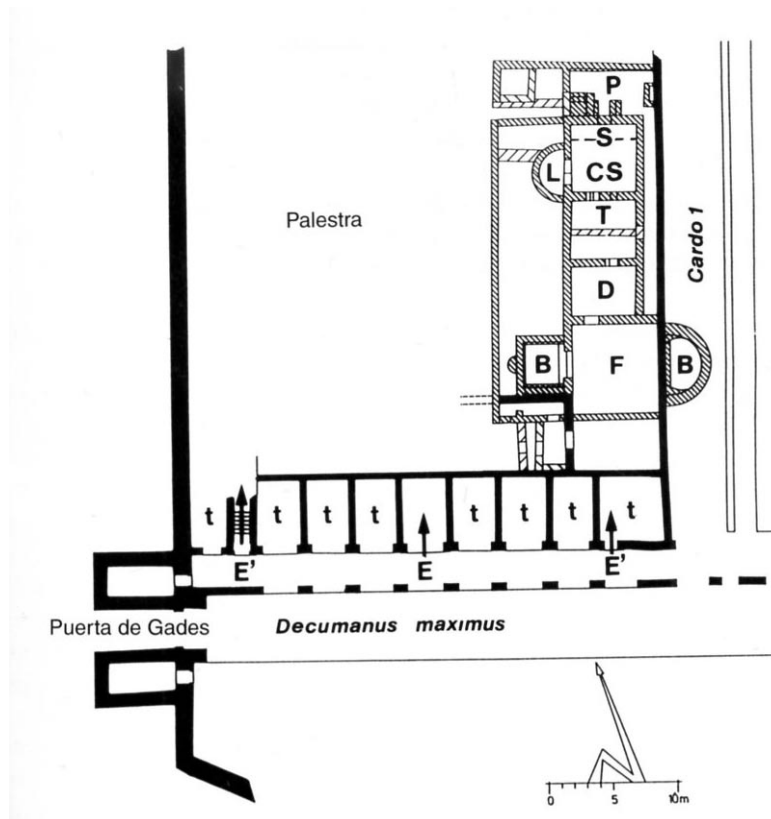 P
S
L CS
T
Palestra
Cardo 1
D
B F B
t t t t t t t t
E' E E'
Puerta de Gades Decumanus maximus
0 5 10m